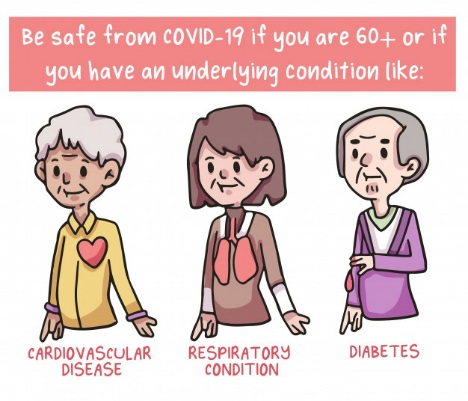 Be safe from COVID-19 if you are 60+ or if
you have an underlying condition like:
CARDIOVASCULAR
DISEASE
RESPIRATORY
CONDITION
DIABETES